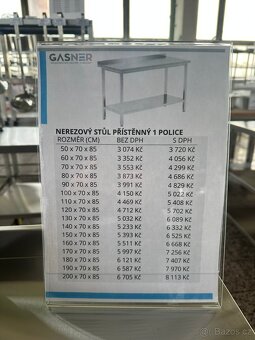 GASNER
NEREZOVÝ STŮL PŘÍSTĚNNÝ 1 POLICE
ROZMĚR (CM) BEZ DPH S DPH
50 x 70 x 85 3 074 Kč 3 720 Kč
60 x 70 x 85 3 352 Kč 4 056 Kč
70 x 70 x 85 3 553 Kč 4 299 Kč
80 x 70 x 85 3 873 Kč 4 686 Kč
90 x 70 x 85 3 991 Kč 4 829 Kč
100 x 70 x 85 4 150 Kč 5 022 Kč
110 x 70 x 85 4 469 Kč 5 408 Kč
120 x 70 x 85 4 712 Kč 5 702 Kč
130 x 70 x 85 5 032 Kč 6 089 Kč
140 x 70 x 85 5 233 Kč 6 332 Kč
150 x 70 x 85 5 393 Kč 6 525 Kč
160 x 70 x 85 5 511 Kč 6 668 Kč
170 x 70 x 85 5 997 Kč 7 256 Kč
180 x 70 x 85 6 121 Kč 7 407 Kč
190 x 70 x 85 6 587 Kč 7 970 Kč
200 x 70 x 85 6 705 Kč 8 113 Kč